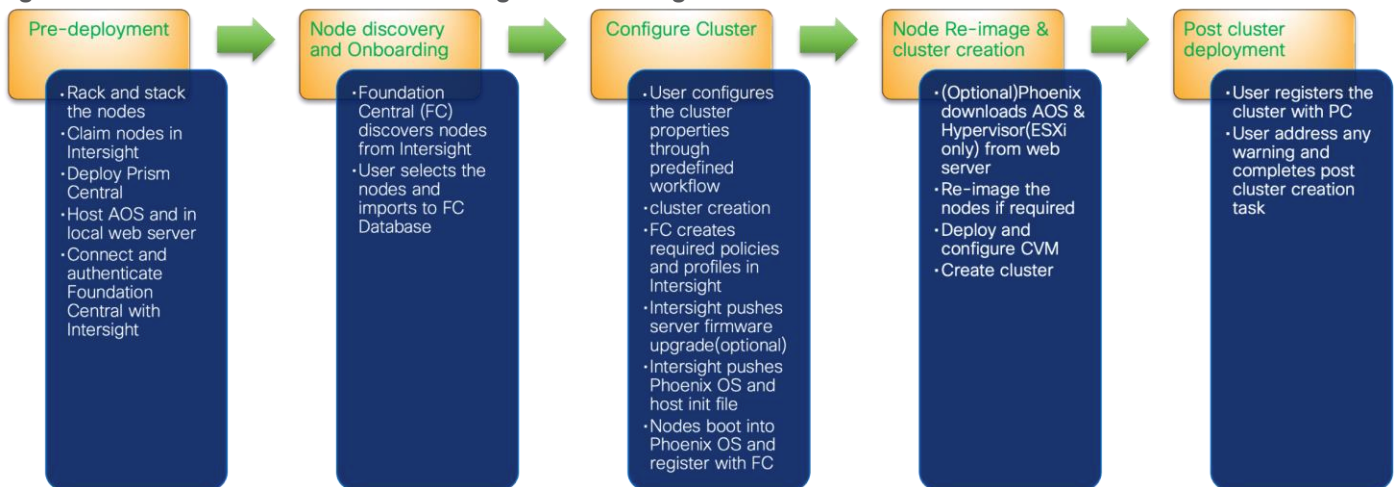 Pre-deployment
•Rack and stack
the nodes
•Claim nodes in
Intersight
•Deploy Prism
Central
•Host AOS and in
local web server
•Connect and
authenticate
Foundation
Central with
Intersight
Node discovery
and Onboarding
•Foundation
Central (FC)
discovers nodes
from Intersight
•User selects the
nodes and
imports to FC
Database
Configure Cluster
•User configures
the cluster
properties
through
predefined
workflow
•cluster creation
•FC creates
required policies
and profiles in
Intersight
•Intersight pushes
server firmware
upgrade(optional)
•Intersight pushes
Phoenix OS and
host init file
•Nodes boot into
Phoenix OS and
register with FC
Node Re-image &
cluster creation
•(Optional)Phoenix
downloads AOS &
Hypervisor(ESXi
only) from web
server
•Re-image the
nodes if required
•Deploy and
configure CVM
•Create cluster
Post cluster
deployment
•User registers the
cluster with PC
•User address any
warning and
completes post
cluster creation
task